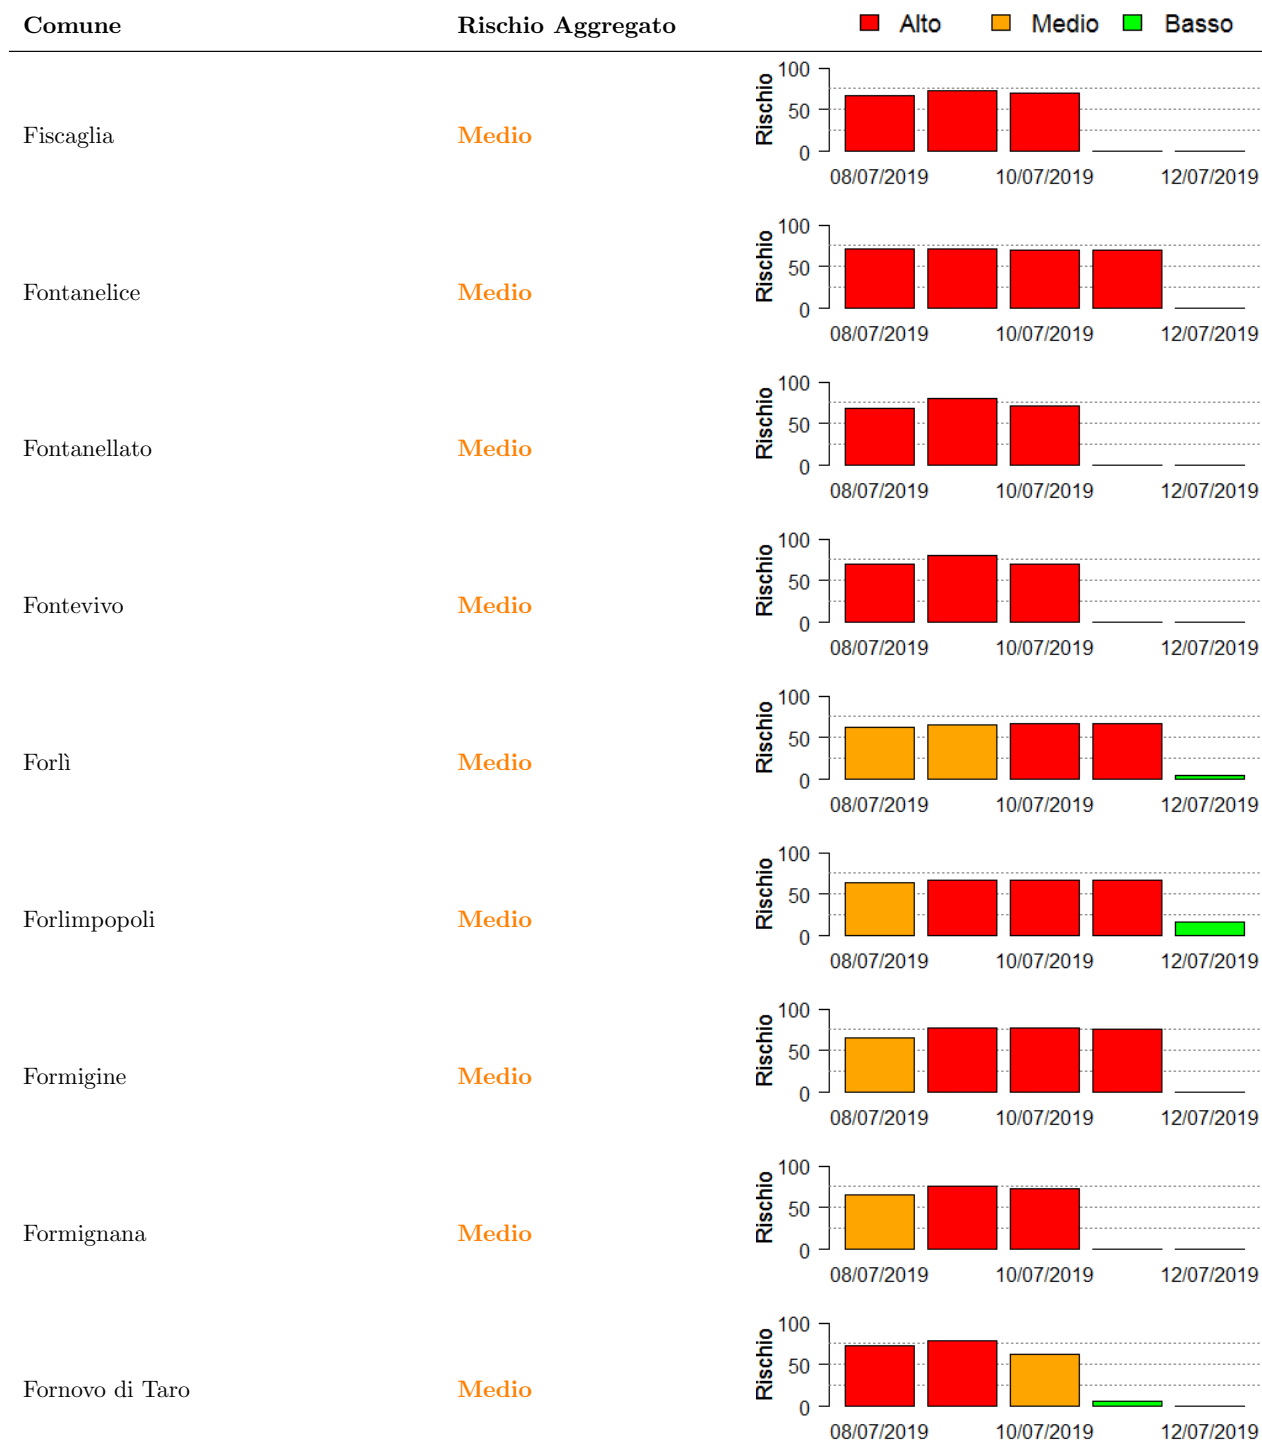 Comune Rischio Aggregato Alto Medio Basso
Fiscaglia Medio
Rischio
100
50
0
08/07/2019 10/07/2019 12/07/2019
Fontanelice Medio
Rischio
100
50
0
08/07/2019 10/07/2019 12/07/2019
Fontanellato Medio
Rischio
100
50
0
08/07/2019 10/07/2019 12/07/2019
Fontevivo Medio
Rischio
100
50
0
08/07/2019 10/07/2019 12/07/2019
Forlì Medio
Rischio
100
50
0
08/07/2019 10/07/2019 12/07/2019
Forlimpopoli Medio
Rischio
100
50
0
08/07/2019 10/07/2019 12/07/2019
Formigine Medio
Rischio
100
50
0
08/07/2019 10/07/2019 12/07/2019
Formignana Medio
Rischio
100
50
0
08/07/2019 10/07/2019 12/07/2019
Fornovo di Taro Medio
Rischio
100
50
0
08/07/2019 10/07/2019 12/07/2019